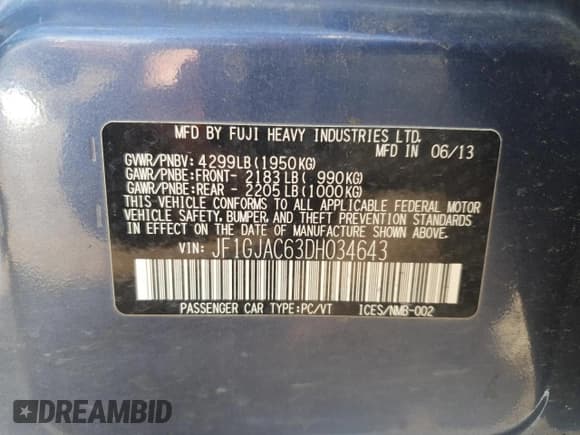 MFD BY FUJI HEAVY INDUSTRIES LTD.
MFD IN 06/13
GVWR/PNBV: 4299LB(1950KG)
GAWR/PNBE:FRONT- 2183LB( 990KG)
GAWR/PNBE:REAR - 2205LB(1000KG)
THIS VEHICLE CONFORMS TO ALL APPLICABLE FEDERAL MOTOR
VEHICLE SAFETY, BUMPER, AND THEFT PREVENTION STANDARDS
IN EFFECT ON THE DATE OF MANUFACTURE SHOWN ABOVE.
VIN: JF1GJAC63DH034643
PASSENGER CAR TYPE:PC/VT ICES/NMB-002
DREAMBID